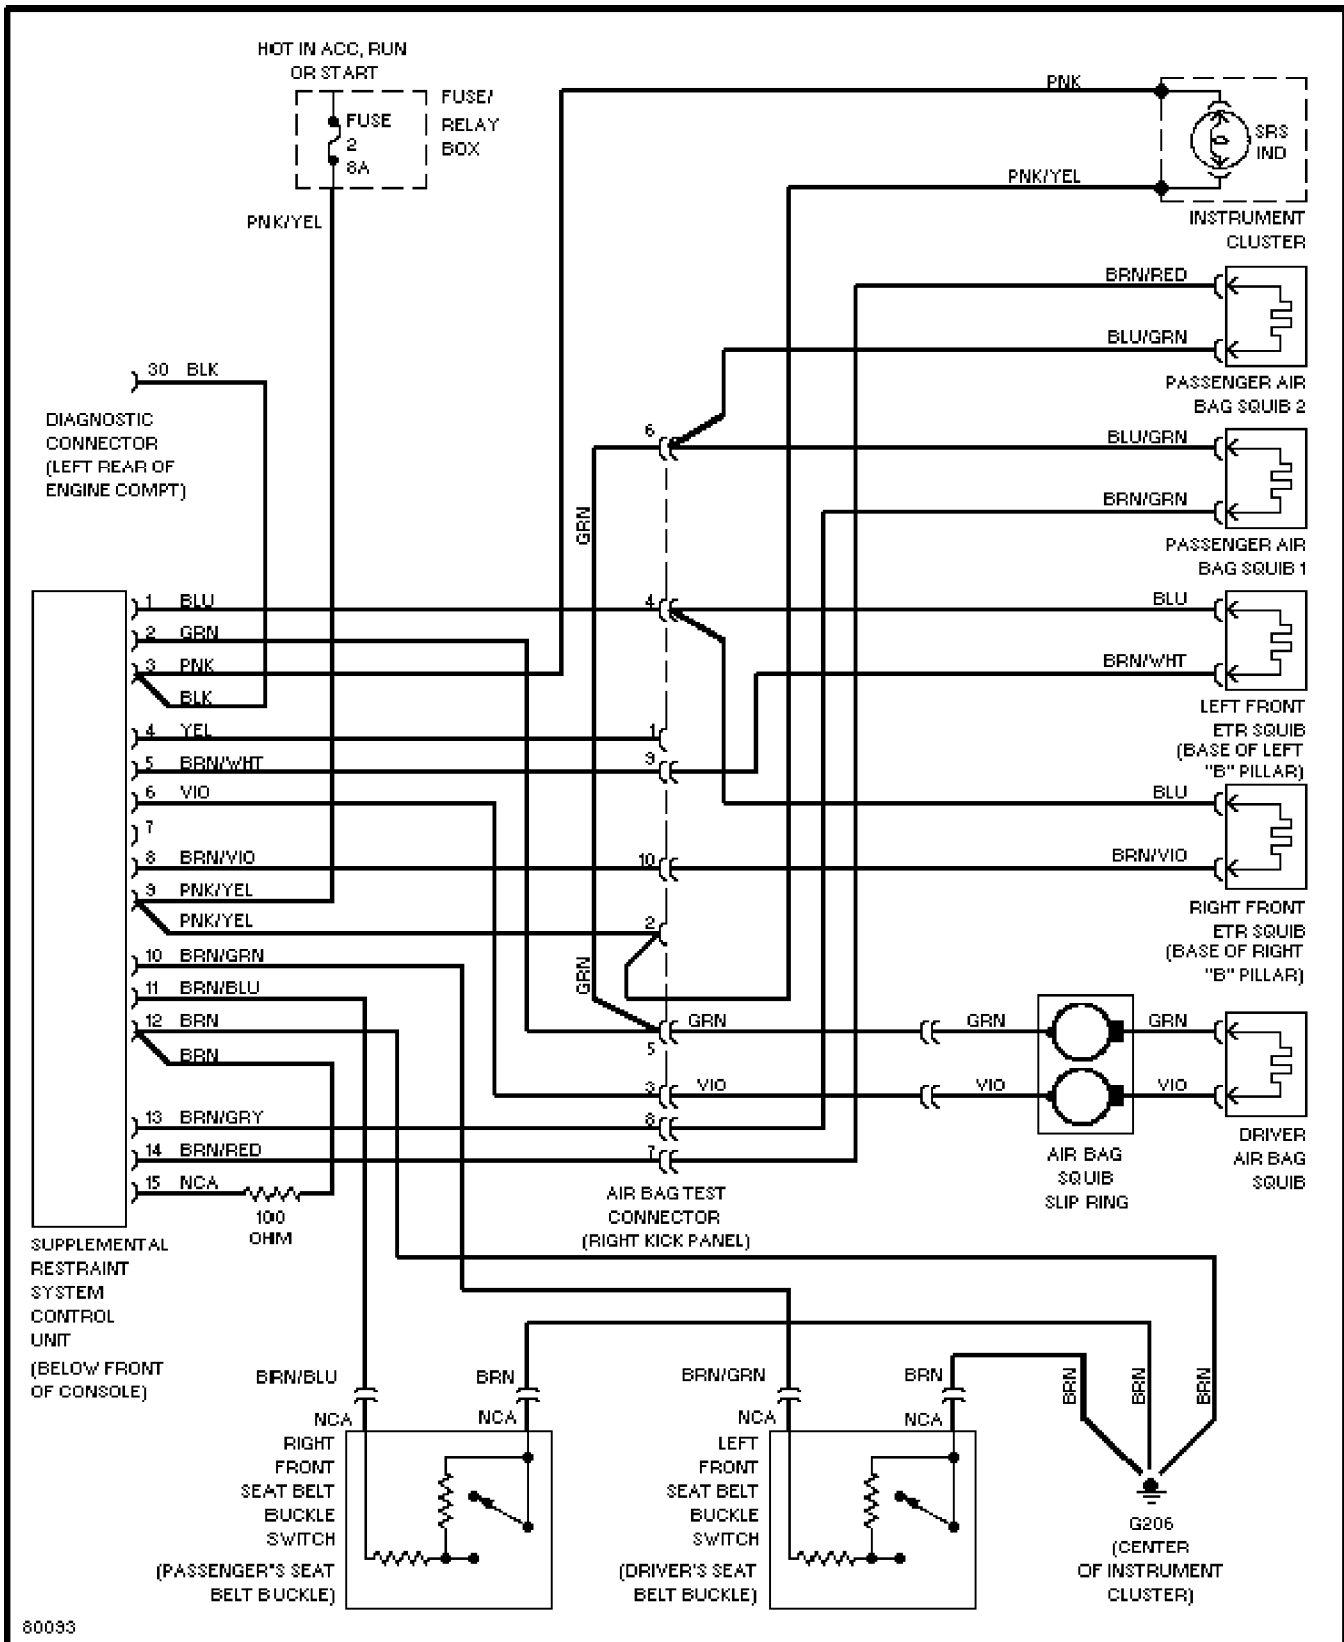 HOT IN ACC, RUN
OR START
FUSE/
RELAY
BOX
FUSE
2
8A
PNK/YEL
PNK
PNK/YEL
SRS
IND
INSTRUMENT
CLUSTER
BRN/RED
BLU/GRN
PASSENGER AIR
BAG SQUIB 2
30 BLK
DIAGNOSTIC
CONNECTOR
(LEFT REAR OF
ENGINE COMPT)
6
GRN
BLU/GRN
BRN/GRN
PASSENGER AIR
BAG SQUIB 1
1 BLU
2 GRN
3 PNK
BLK
4 YEL
5 BRN/WHT
6 VIO
7
8 BRN/VIO
9 PNK/YEL
PNK/YEL
10 BRN/GRN
11 BRN/BLU
12 BRN
BRN
13 BRN/GRY
14 BRN/RED
15 NCA
100
OHM
SUPPLEMENTAL
RESTRAINT
SYSTEM
CONTROL
UNIT
(BELOW FRONT
OF CONSOLE)
4
1
9
10
2
GRN
5
3
8
7
AIR BAG TEST
CONNECTOR
(RIGHT KICK PANEL)
BLU
BRN/WHT
LEFT FRONT
ETR SQUIB
(BASE OF LEFT
"B" PILLAR)
BLU
BRN/VIO
RIGHT FRONT
ETR SQUIB
(BASE OF RIGHT
"B" PILLAR)
GRN
GRN
GRN
VIO
VIO
VIO
AIR BAG
SQUIB
SLIP RING
DRIVER
AIR BAG
SQUIB
BRN/BLU
BRN
NCA
NCA
RIGHT
FRONT
SEAT BELT
BUCKLE
SWITCH
(PASSENGER"S SEAT
BELT BUCKLE)
BRN/GRN
BRN
NCA
NCA
LEFT
FRONT
SEAT BELT
BUCKLE
SWITCH
(DRIVER'S SEAT
BELT BUCKLE)
BRN
BRN
BRN
G206
(CENTER
OF INSTRUMENT
CLUSTER)
80093